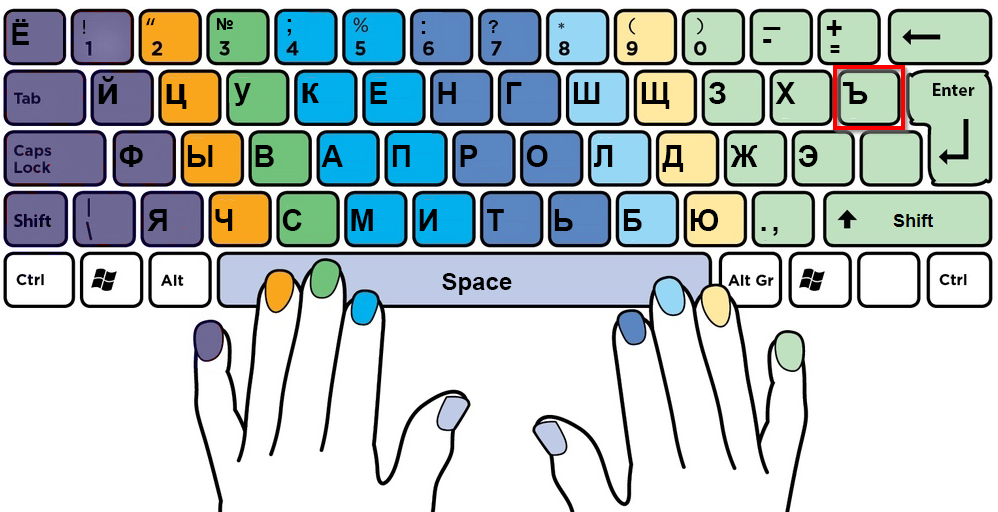 Ё ! 1 “ 2 № 3 ; 4 % 5 : 6 ? 7 * 8 ( 9 ) 0 — - + =
Tab Й Ц У К Е Н Г Ш Щ З Х Ъ Enter
Caps Lock Ф Ы В А П Р О Л Д Ж Э
Shift | \ Я Ч С М И Т Ь Б Ю . , Shift
Ctrl Alt Space Alt Gr Ctrl